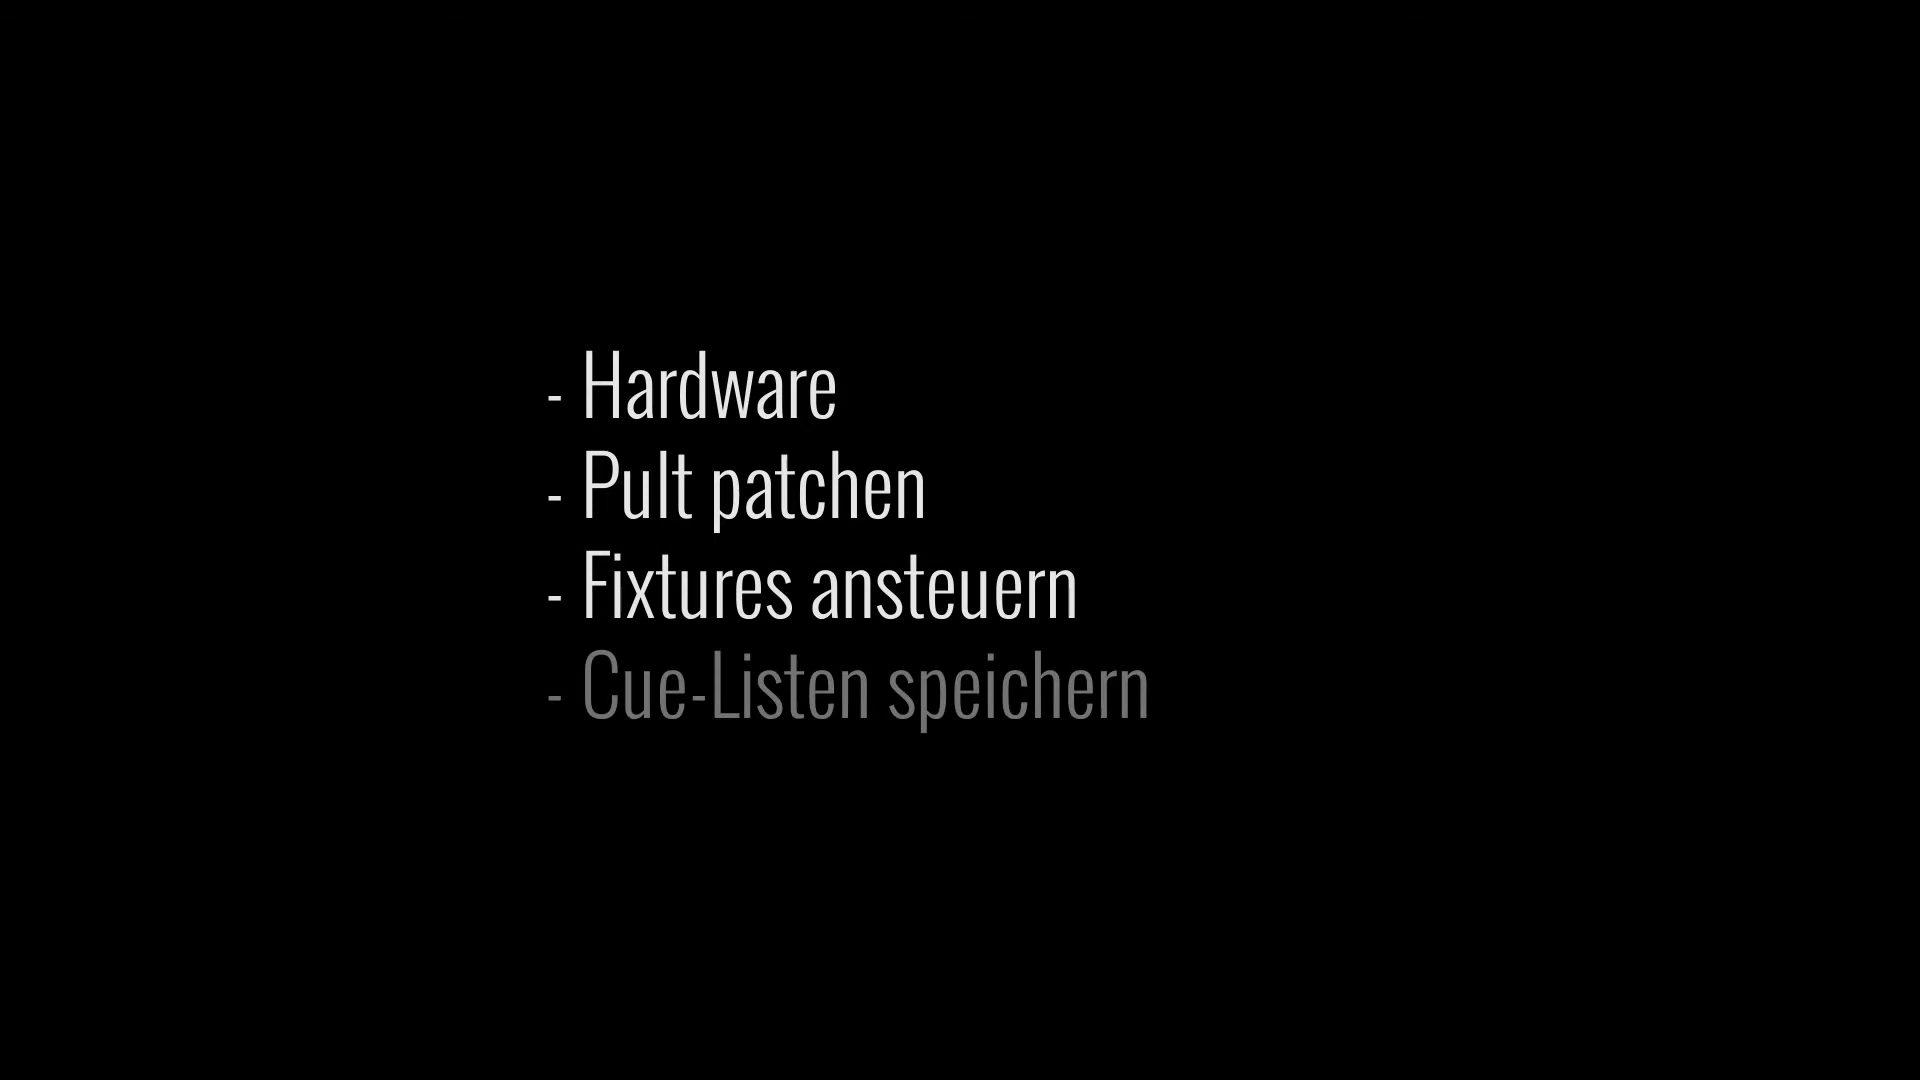 - Hardware
- Pult patchen
- Fixtures ansteuern
- Cue-Listen speichern